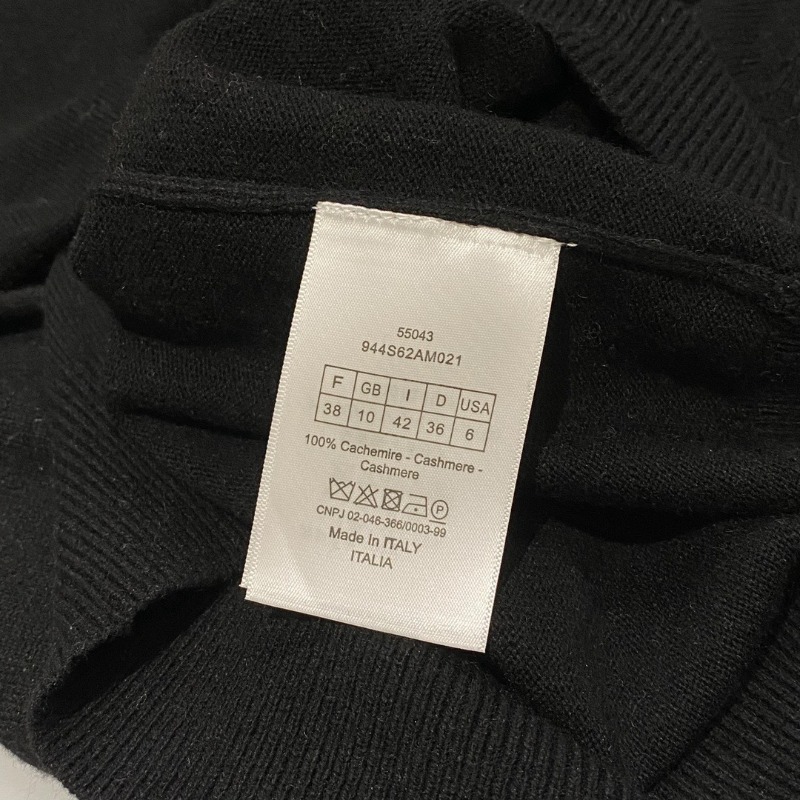 55043
944S62AM021
F GB I D USA
38 10 42 36 6
100% Cachemire - Cashmere -
Cashmere
P
CNPJ 02-046-366/0003-99
Made In ITALY
ITALIA